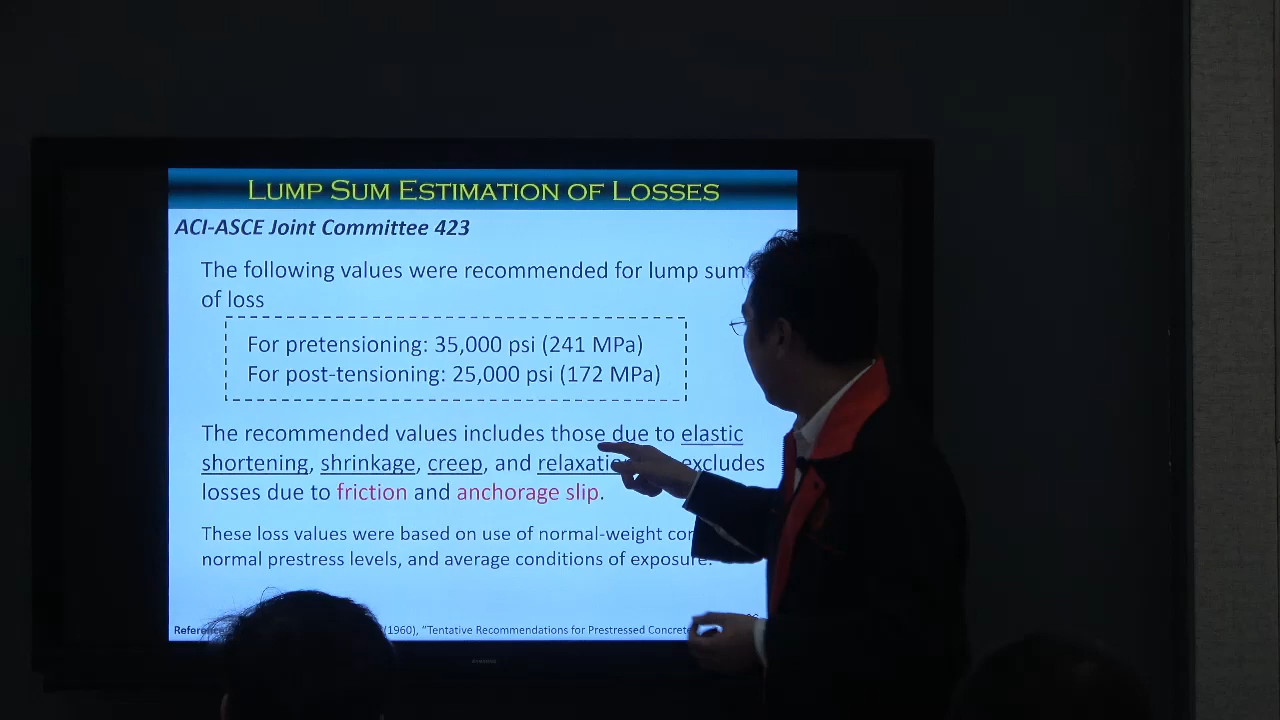 LUMP SUM ESTIMATION OF LOSSES
ACI-ASCE Joint Committee 423
The following values were recommended for lump sum
of loss
For pretensioning: 35,000 psi (241 MPa)
For post-tensioning: 25,000 psi (172 MPa)
The recommended values includes those due to elastic
shortening, shrinkage, creep, and excludes
losses due to friction and anchorage slip.
These loss values were based on use of normal-weight
normal prestress levels, and average conditions of exposure.
(1960), "Tentative Recommendations for Prestressed Concrete